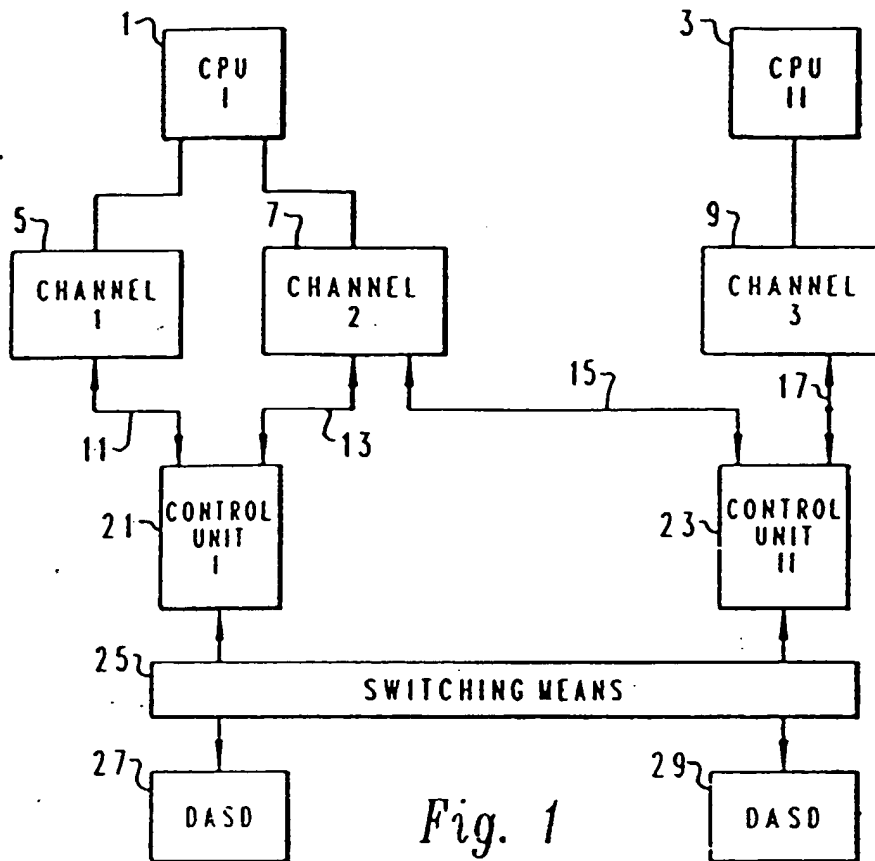 1
CPU
I
3
CPU
II
5
CHANNEL
1
7
CHANNEL
2
9
CHANNEL
3
11
13
15
17
21
CONTROL
UNIT
I
23
CONTROL
UNIT
II
25
SWITCHING MEANS
27
DASD
29
DASD
Fig. 1